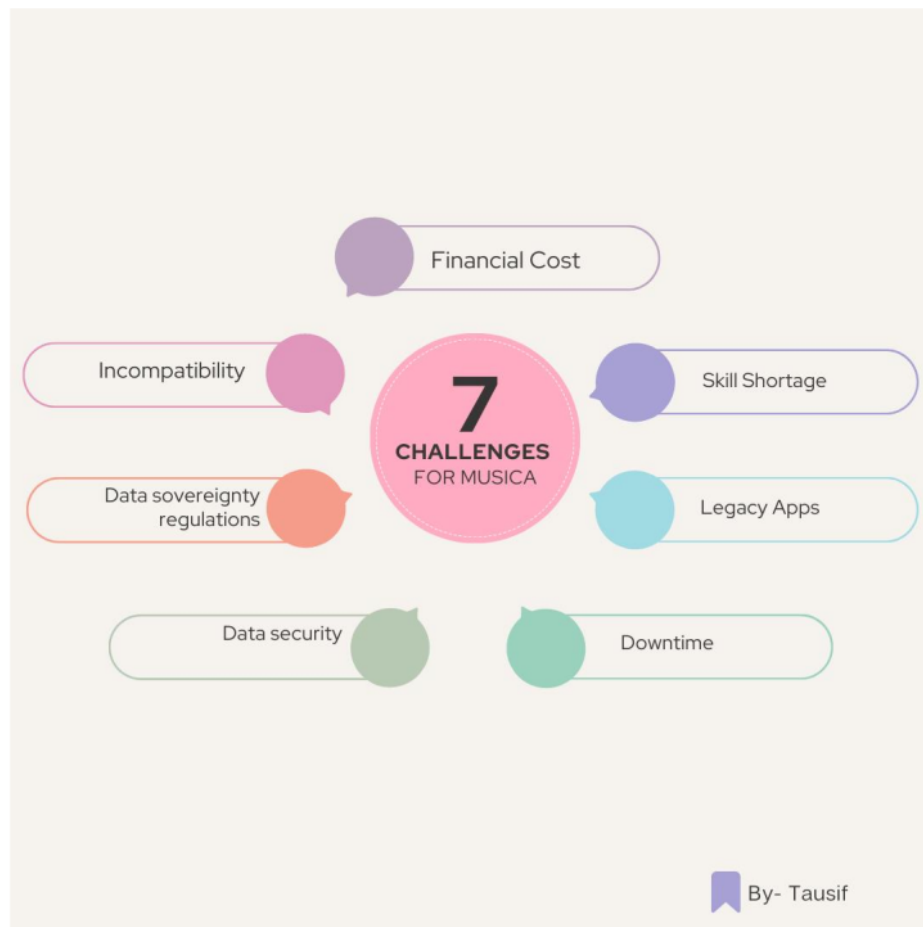 Financial Cost
Incompatibility
Skill Shortage
7
CHALLENGES
FOR MUSICA
Data sovereignty
regulations
Legacy Apps
Data security
Downtime
By- Tausif